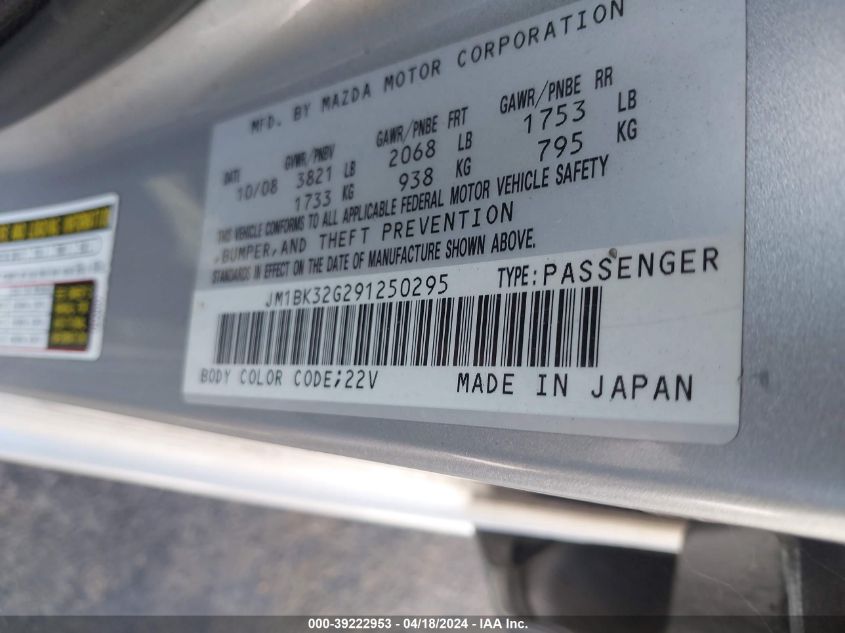 MFD. BY MAZDA MOTOR CORPORATION
DATE GVWR/PNBV GAWR/PNBE FRT GAWR/PNBE RR
10/08 3821 LB 2068 LB 1753 LB
1733 KG 938 KG 795 KG
THIS VEHICLE CONFORMS TO ALL APPLICABLE FEDERAL MOTOR VEHICLE SAFETY
,BUMPER,AND THEFT PREVENTION
STANDARDS IN EFFECT ON THE DATE OF MANUFACTURE SHOWN ABOVE.
JM1BK32G291250295 TYPE:PASSENGER
BODY COLOR CODE;22V MADE IN JAPAN
000-39222953 — 04/18/2024 — IAA Inc.